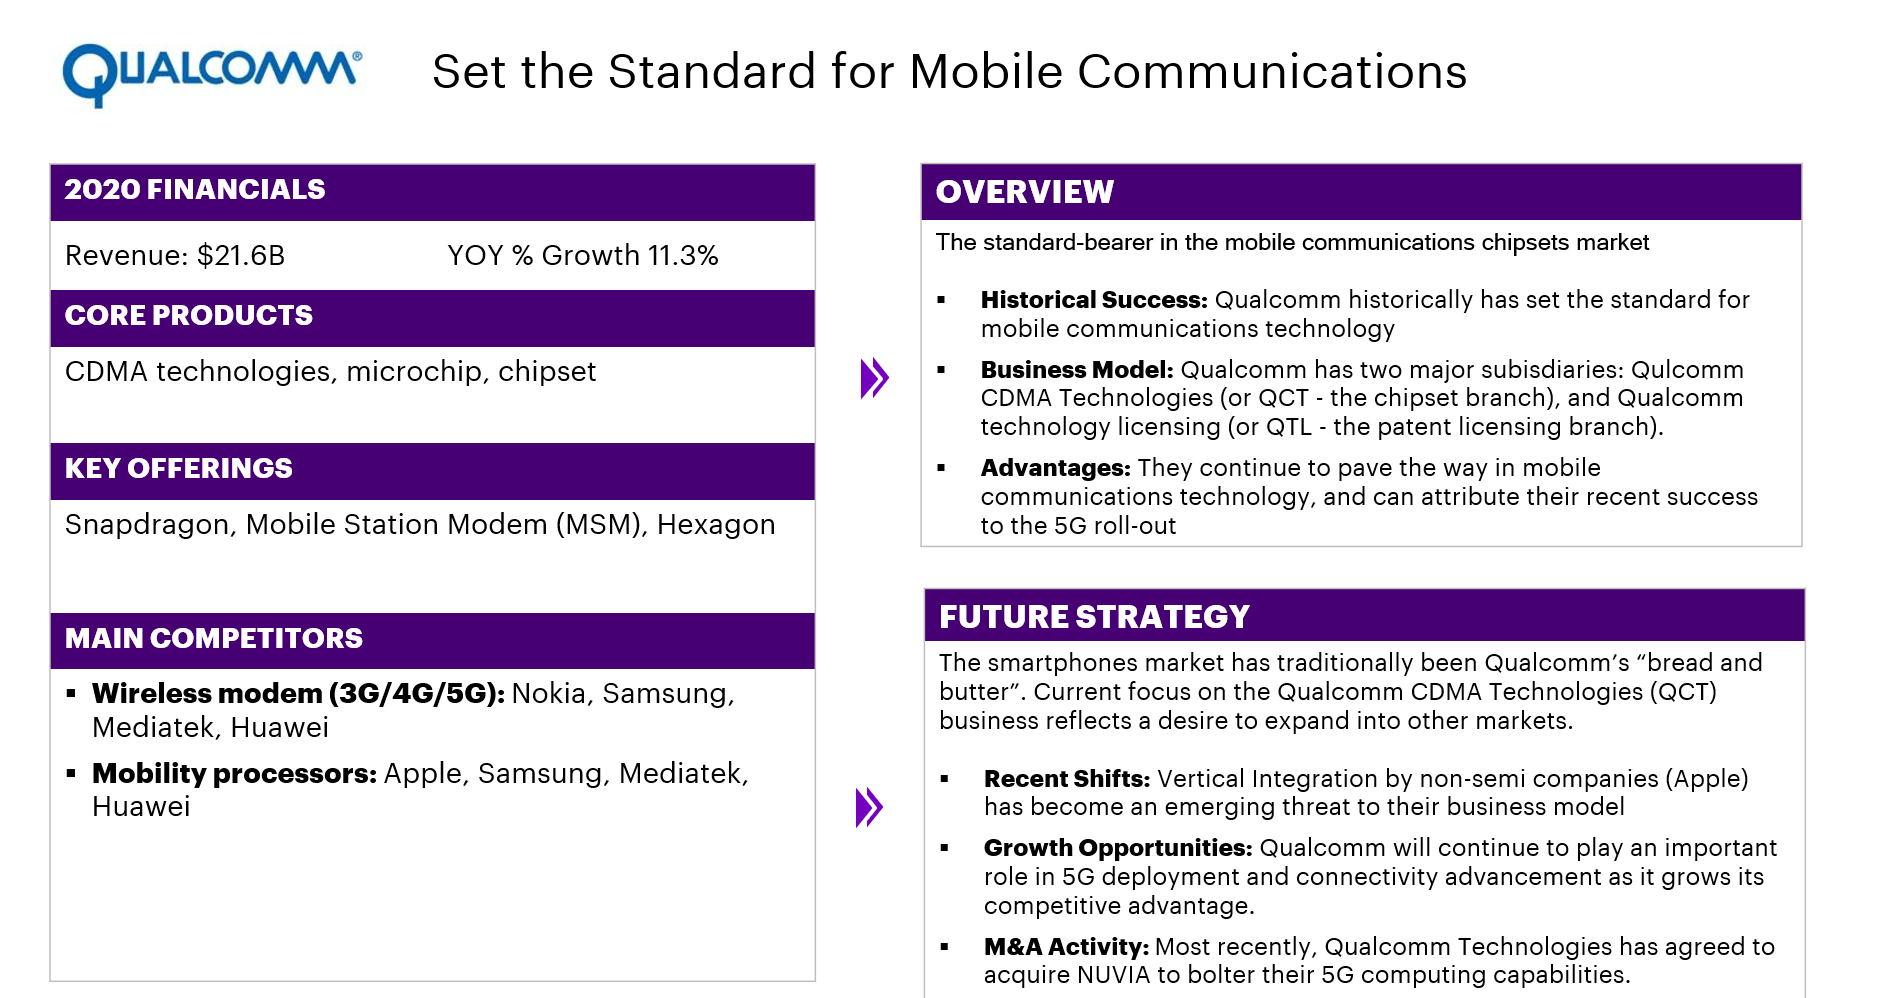 QUALCOMM®
Set the Standard for Mobile Communications
2020 FINANCIALS
Revenue: $21.6B YOY % Growth 11.3%
CORE PRODUCTS
CDMA technologies, microchip, chipset
KEY OFFERINGS
Snapdragon, Mobile Station Modem (MSM), Hexagon
MAIN COMPETITORS
▪ Wireless modem (3G/4G/5G): Nokia, Samsung,
Mediatek, Huawei
▪ Mobility processors: Apple, Samsung, Mediatek,
Huawei
OVERVIEW
The standard-bearer in the mobile communications chipsets market
▪ Historical Success: Qualcomm historically has set the standard for
mobile communications technology
▪ Business Model: Qualcomm has two major subisdiaries: Qulcomm
CDMA Technologies (or QCT - the chipset branch), and Qualcomm
technology licensing (or QTL - the patent licensing branch).
▪ Advantages: They continue to pave the way in mobile
communications technology, and can attribute their recent success
to the 5G roll-out
FUTURE STRATEGY
The smartphones market has traditionally been Qualcomm’s “bread and
butter”. Current focus on the Qualcomm CDMA Technologies (QCT)
business reflects a desire to expand into other markets.
▪ Recent Shifts: Vertical Integration by non-semi companies (Apple)
has become an emerging threat to their business model
▪ Growth Opportunities: Qualcomm will continue to play an important
role in 5G deployment and connectivity advancement as it grows its
competitive advantage.
▪ M&A Activity: Most recently, Qualcomm Technologies has agreed to
acquire NUVIA to bolter their 5G computing capabilities.